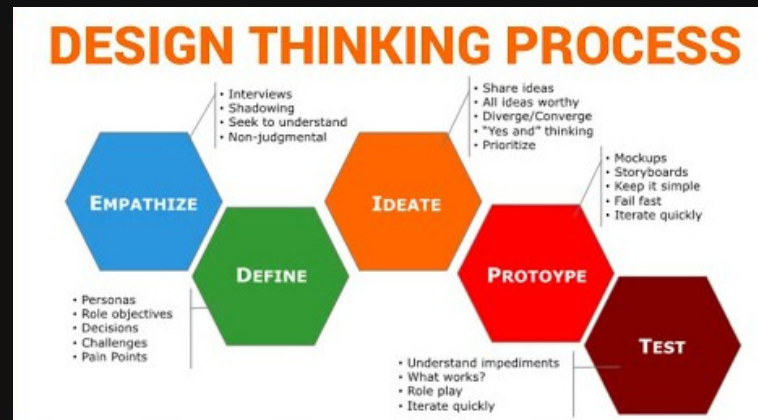 DESIGN THINKING PROCESS
• Interviews
• Shadowing
• Seek to understand
• Non-judgmental
EMPATHIZE
• Personas
• Role objectives
• Decisions
• Challenges
• Pain Points
DEFINE
• Share ideas
• All ideas worthy
• Diverge/Converge
• "Yes and" thinking
• Prioritize
IDEATE
• Mockups
• Storyboards
• Keep it simple
• Fail fast
• Iterate quickly
PROTOYPE
• Understand impediments
• What works?
• Role play
• Iterate quickly
TEST